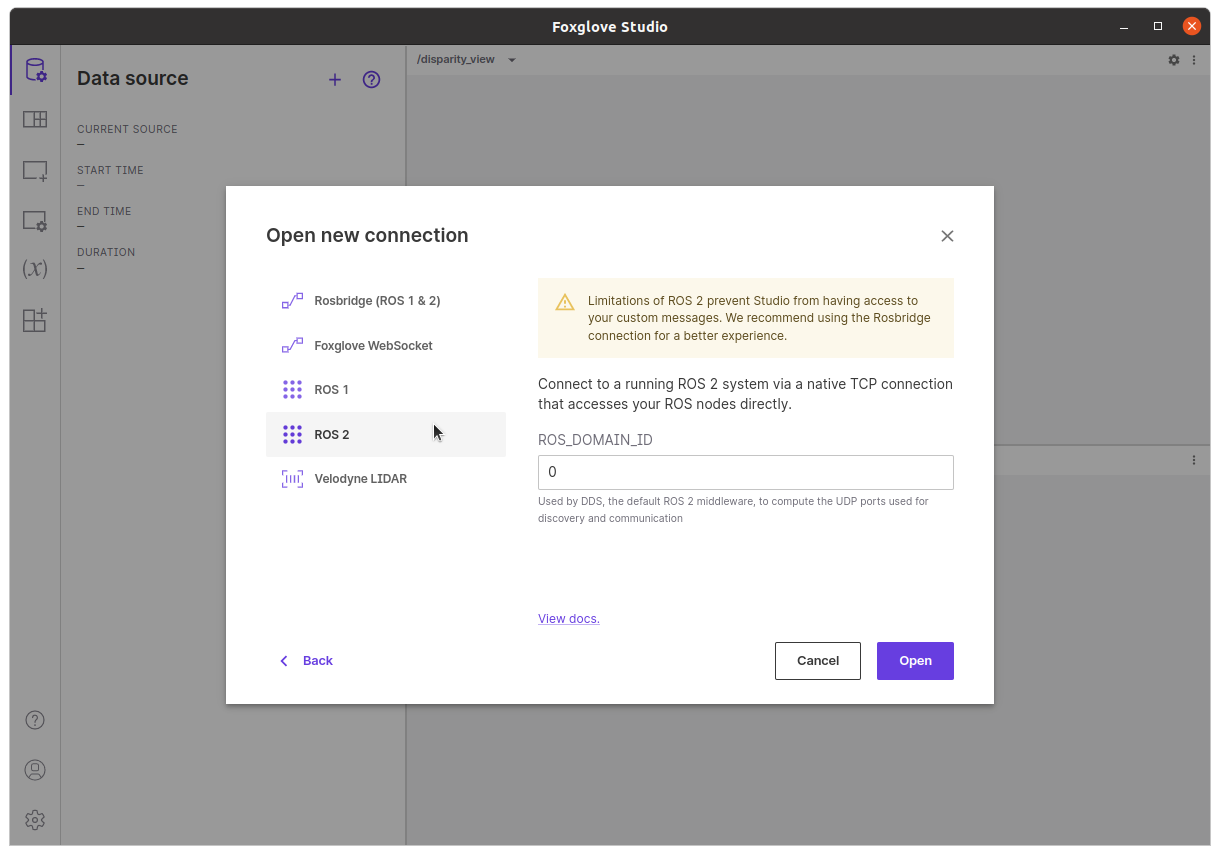 Foxglove Studio
Data source
CURRENT SOURCE
–
START TIME
–
END TIME
–
DURATION
–
(x)
/disparity_view
Open new connection
Rosbridge (ROS 1 & 2)
Foxglove WebSocket
ROS 1
ROS 2
Velodyne LIDAR
Limitations of ROS 2 prevent Studio from having access to
your custom messages. We recommend using the Rosbridge
connection for a better experience.
Connect to a running ROS 2 system via a native TCP connection
that accesses your ROS nodes directly.
ROS_DOMAIN_ID
0
Used by DDS, the default ROS 2 middleware, to compute the UDP ports used for
discovery and communication
View docs.
Back
Cancel
Open